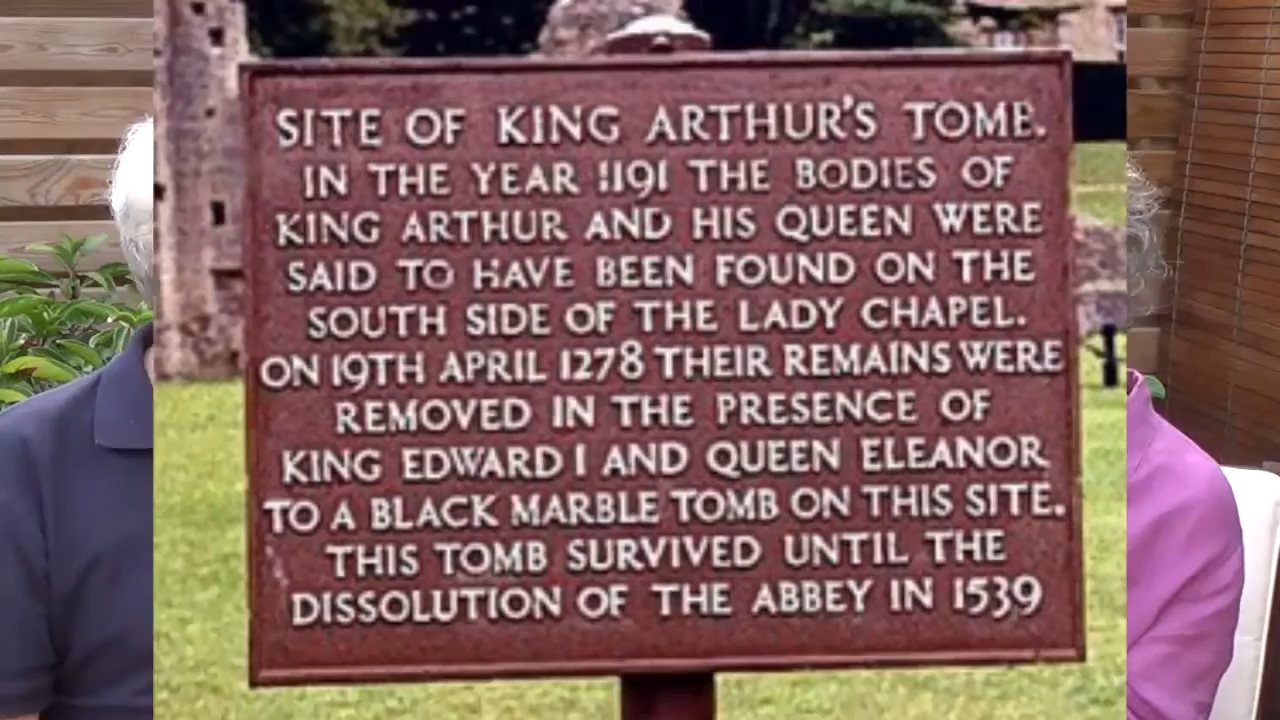 SITE OF KING ARTHUR'S TOMB.
IN THE YEAR 1191 THE BODIES OF
KING ARTHUR AND HIS QUEEN WERE
SAID TO HAVE BEEN FOUND ON THE
SOUTH SIDE OF THE LADY CHAPEL.
ON 19TH APRIL 1278 THEIR REMAINS WERE
REMOVED IN THE PRESENCE OF
KING EDWARD I AND QUEEN ELEANOR
TO A BLACK MARBLE TOMB ON THIS SITE.
THIS TOMB SURVIVED UNTIL THE
DISSOLUTION OF THE ABBEY IN 1539